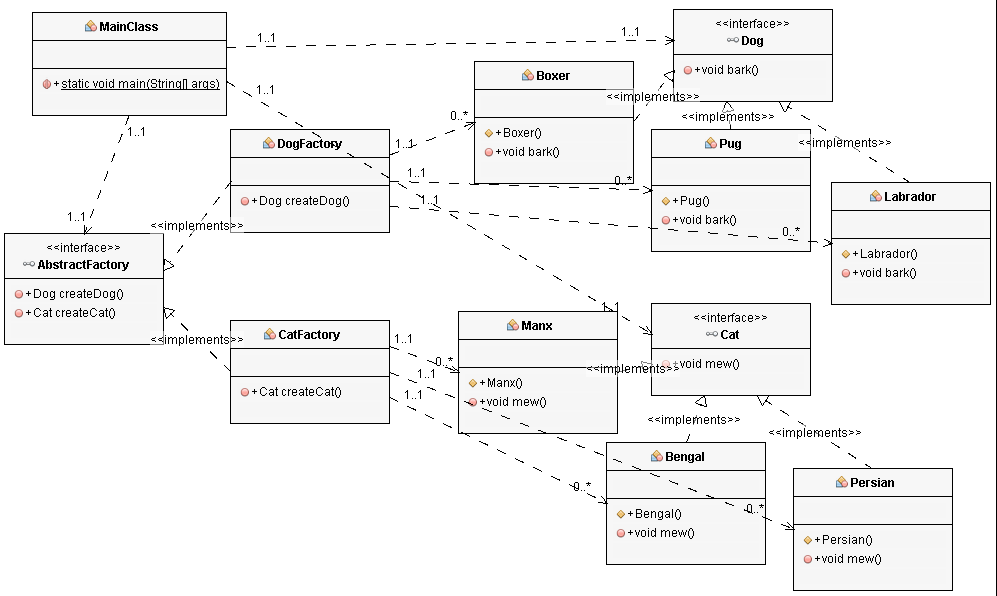 MainClass
+static void main(String[] args)
1..1
1..1
<<interface>>
Dog
+void bark()
1..1
Boxer
+Boxer()
+void bark()
<<implements>>
0..*
<<implements>>
1..1
DogFactory
+Dog createDog()
1..1
1..1
1..1
Pug
+Pug()
+void bark()
0..*
<<implements>>
Labrador
+Labrador()
+void bark()
0..*
1..1
<<implements>>
<<interface>>
AbstractFactory
+Dog createDog()
+Cat createCat()
<<implements>>
CatFactory
+Cat createCat()
1..1
1..1
1..1
1..1
Manx
+Manx()
+void mew()
0..*
<<interface>>
Cat
+void mew()
<<implements>>
<<implements>>
<<implements>>
Bengal
+Bengal()
+void mew()
0..*
0..*
Persian
+Persian()
+void mew()